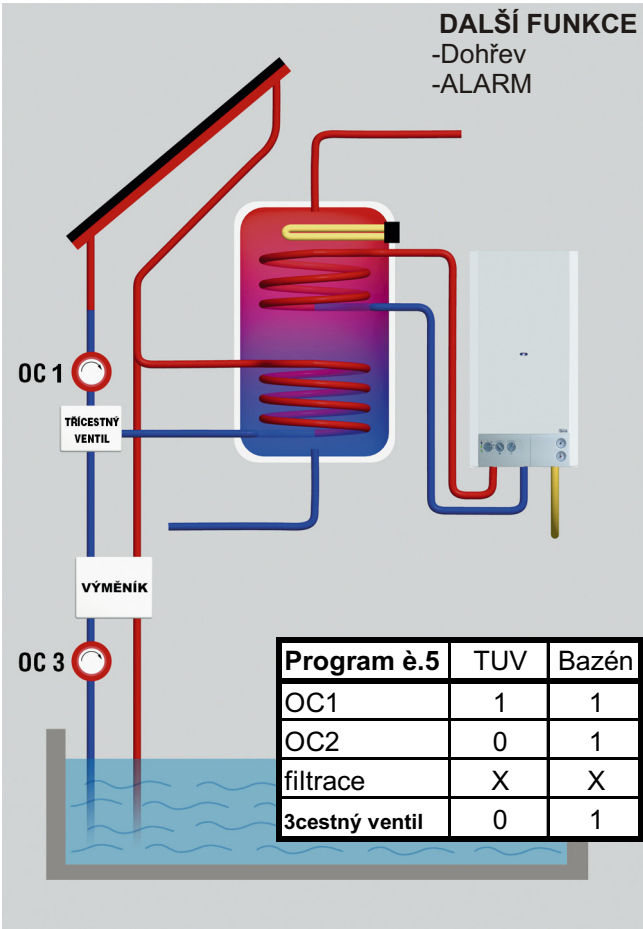 DALŠÍ FUNKCE
-Dohřev
-ALARM
OC 1
TŘÍCESTNÝ
VENTIL
VÝMĚNÍK
OC 3
Program è.5 TUV Bazén
OC1 1 1
OC2 0 1
filtrace X X
3cestný ventil 0 1